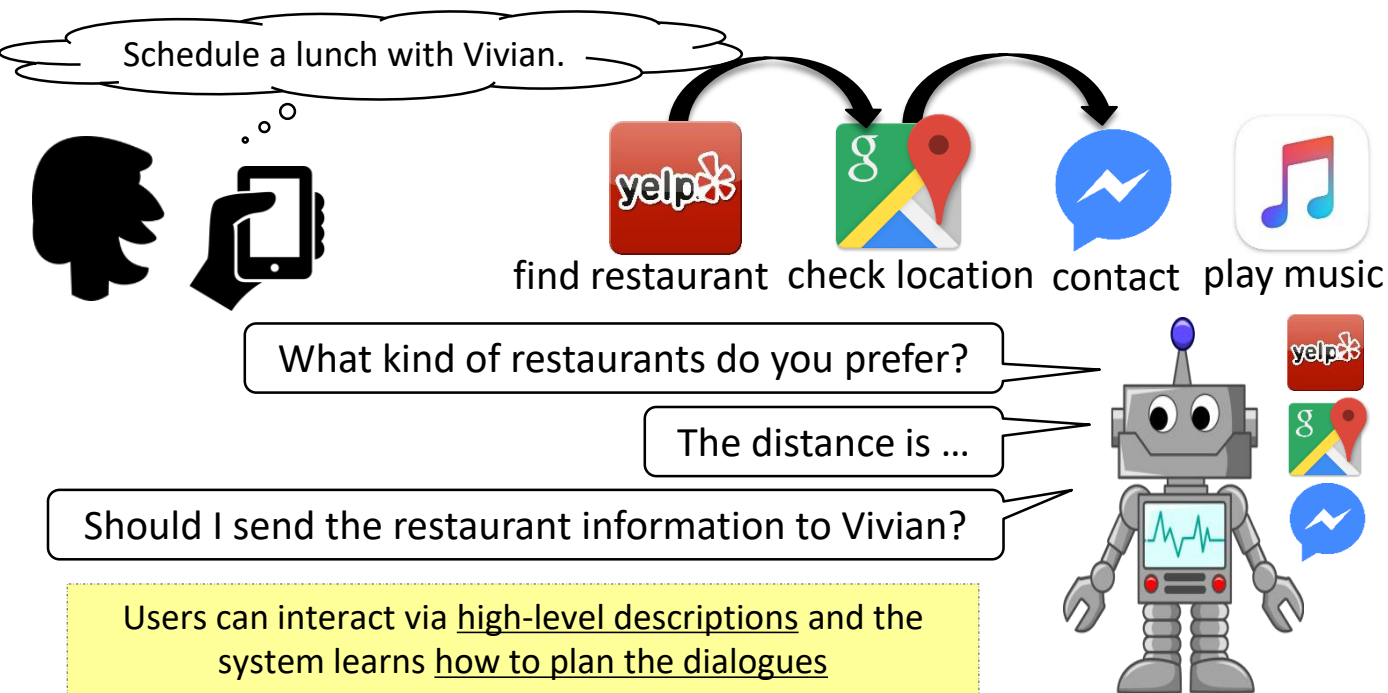 Schedule a lunch with Vivian.
yelp
g
find restaurant
check location
contact
play music
What kind of restaurants do you prefer?
yelp
The distance is ...
g
Should I send the restaurant information to Vivian?
Users can interact via high-level descriptions and the
system learns how to plan the dialogues